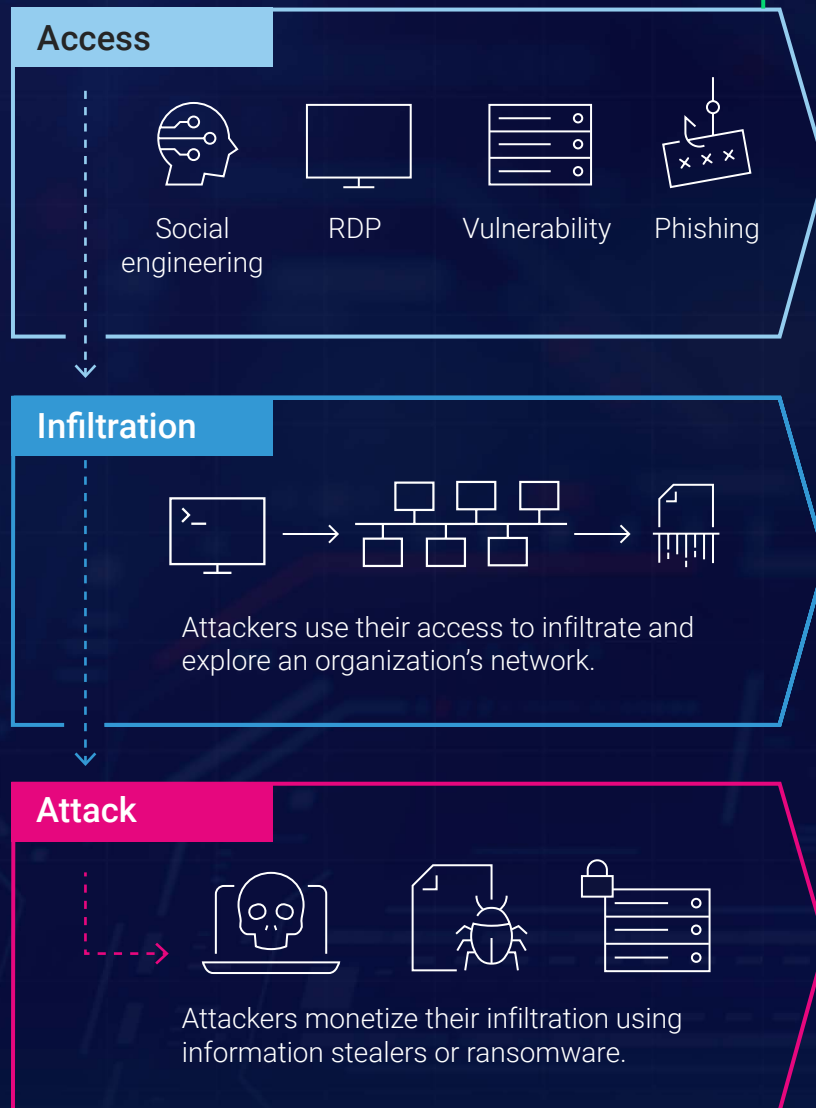 Access
Social
engineering
RDP
Vulnerability
Phishing
Infiltration
Attackers use their access to infiltrate and
explore an organization’s network.
Attack
Attackers monetize their infiltration using
information stealers or ransomware.